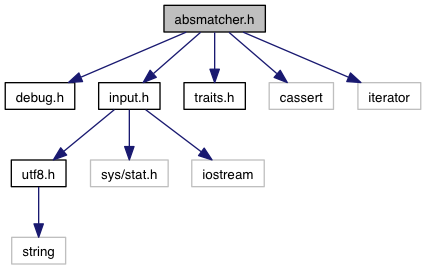 absmatcher.h
debug.h
input.h
traits.h
cassert
iterator
utf8.h
sys/stat.h
iostream
string